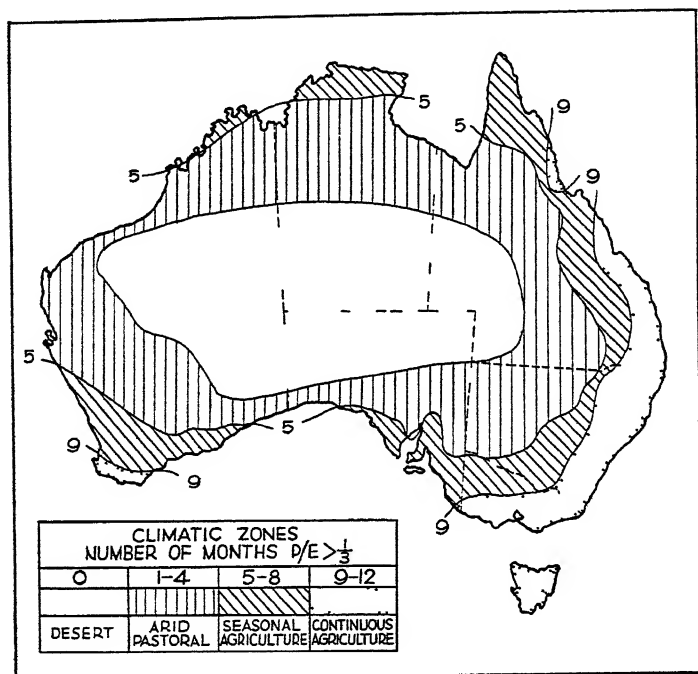 5
9
5
5
9
5
5
9
9
9
CLIMATIC ZONES
NUMBER OF MONTHS P/E > 1/3
0 1-4 5-8 9-12
DESERT ARID PASTORAL SEASONAL AGRICULTURE CONTINUOUS AGRICULTURE